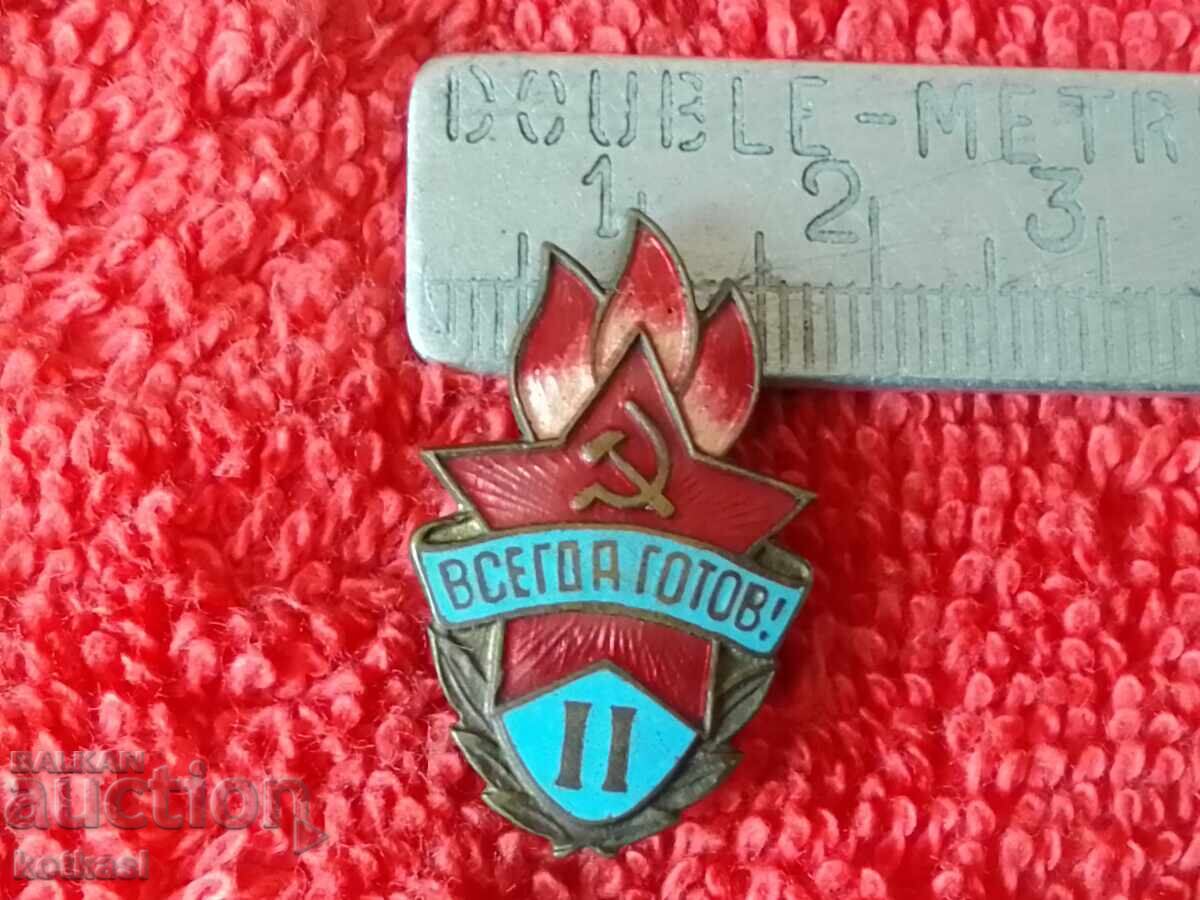 DOUBLE-METR
1 2 3
ВСЕГДА ГОТОВ!
II
BALKAN
auction
kotkasl